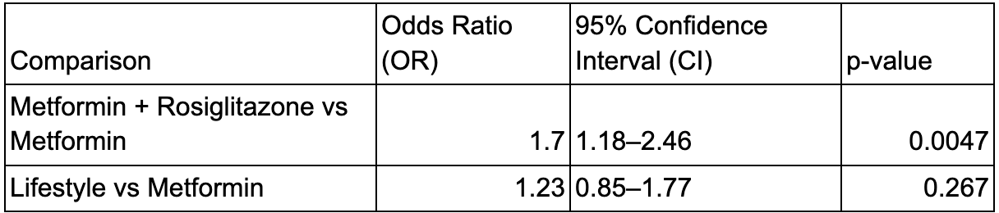 Comparison
Odds Ratio
(OR)
95% Confidence
Interval (CI)
p-value
Metformin + Rosiglitazone vs
Metformin
1.7
1.18–2.46
0.0047
Lifestyle vs Metformin
1.23
0.85–1.77
0.267